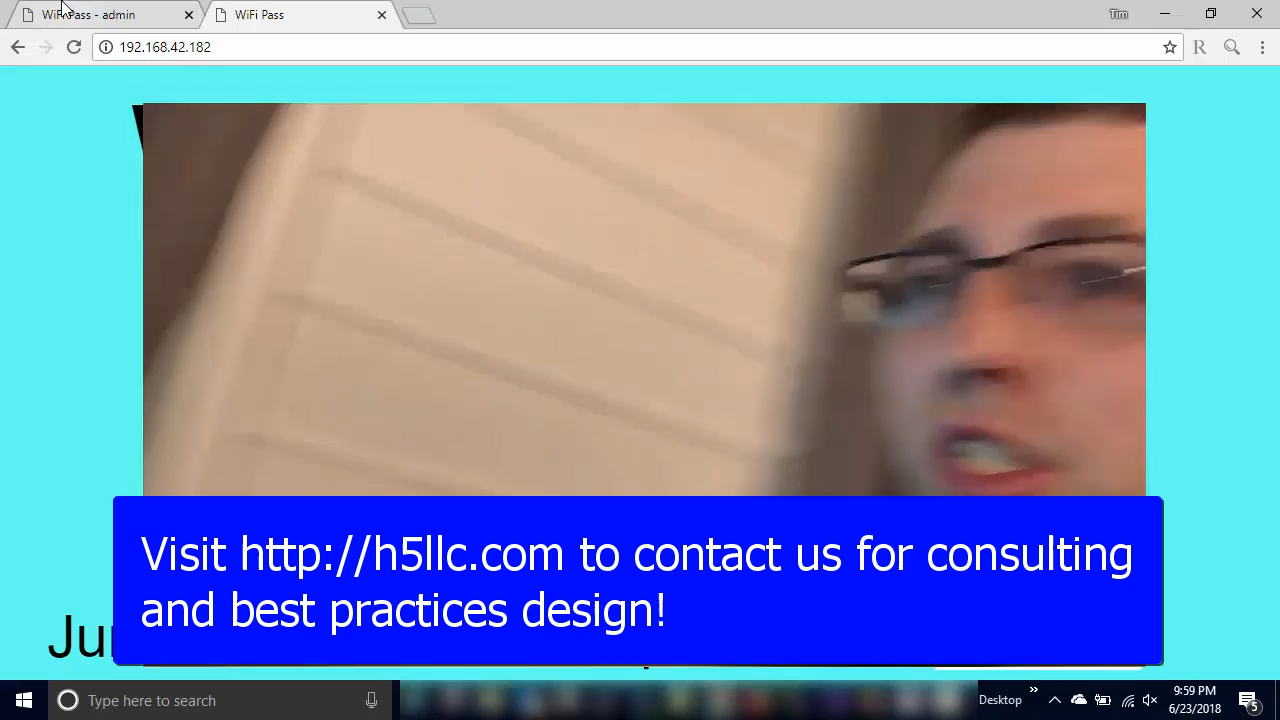 WiFi Pass - admin
WiFi Pass
Tim
192.168.42.182
R
Visit http://h5llc.com to contact us for consulting
and best practices design!
Type here to search
Desktop
9:59 PM
6/23/2018
5